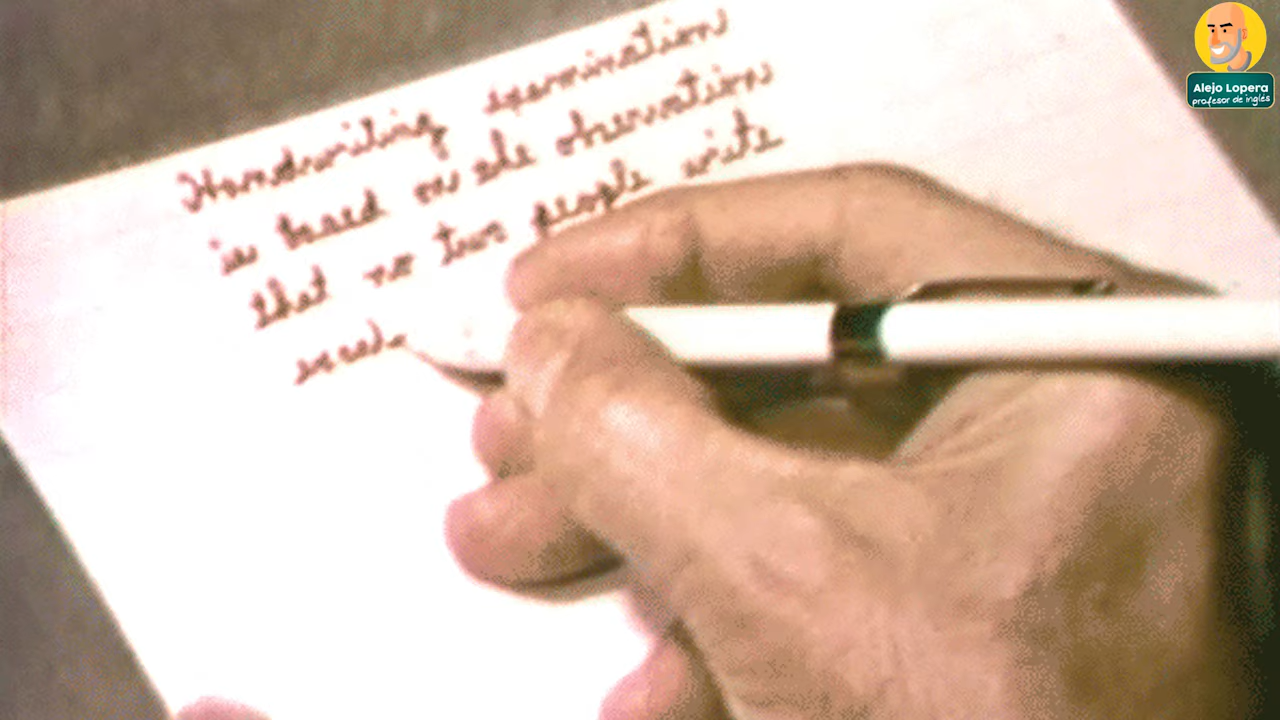 Handwriting examination
is based on the observation
that no two people write
Alejo Lopera
profesor de inglés